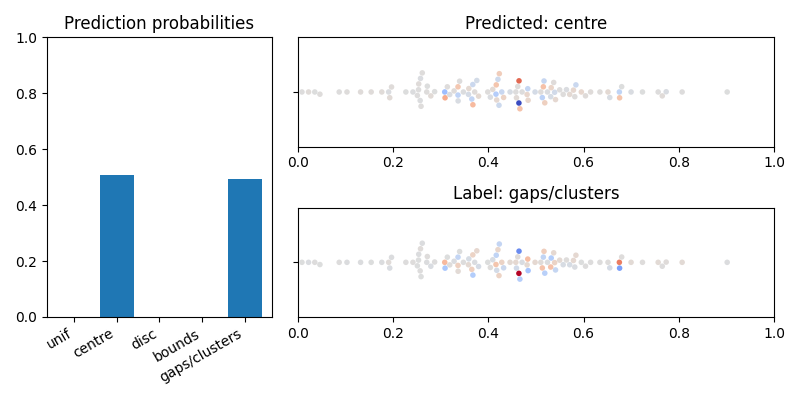 Prediction probabilities
1.0
0.8
0.6
0.4
0.2
0.0
unif
centre
disc
bounds
gaps/clusters
Predicted: centre
0.0 0.2 0.4 0.6 0.8 1.0
Label: gaps/clusters
0.0 0.2 0.4 0.6 0.8 1.0